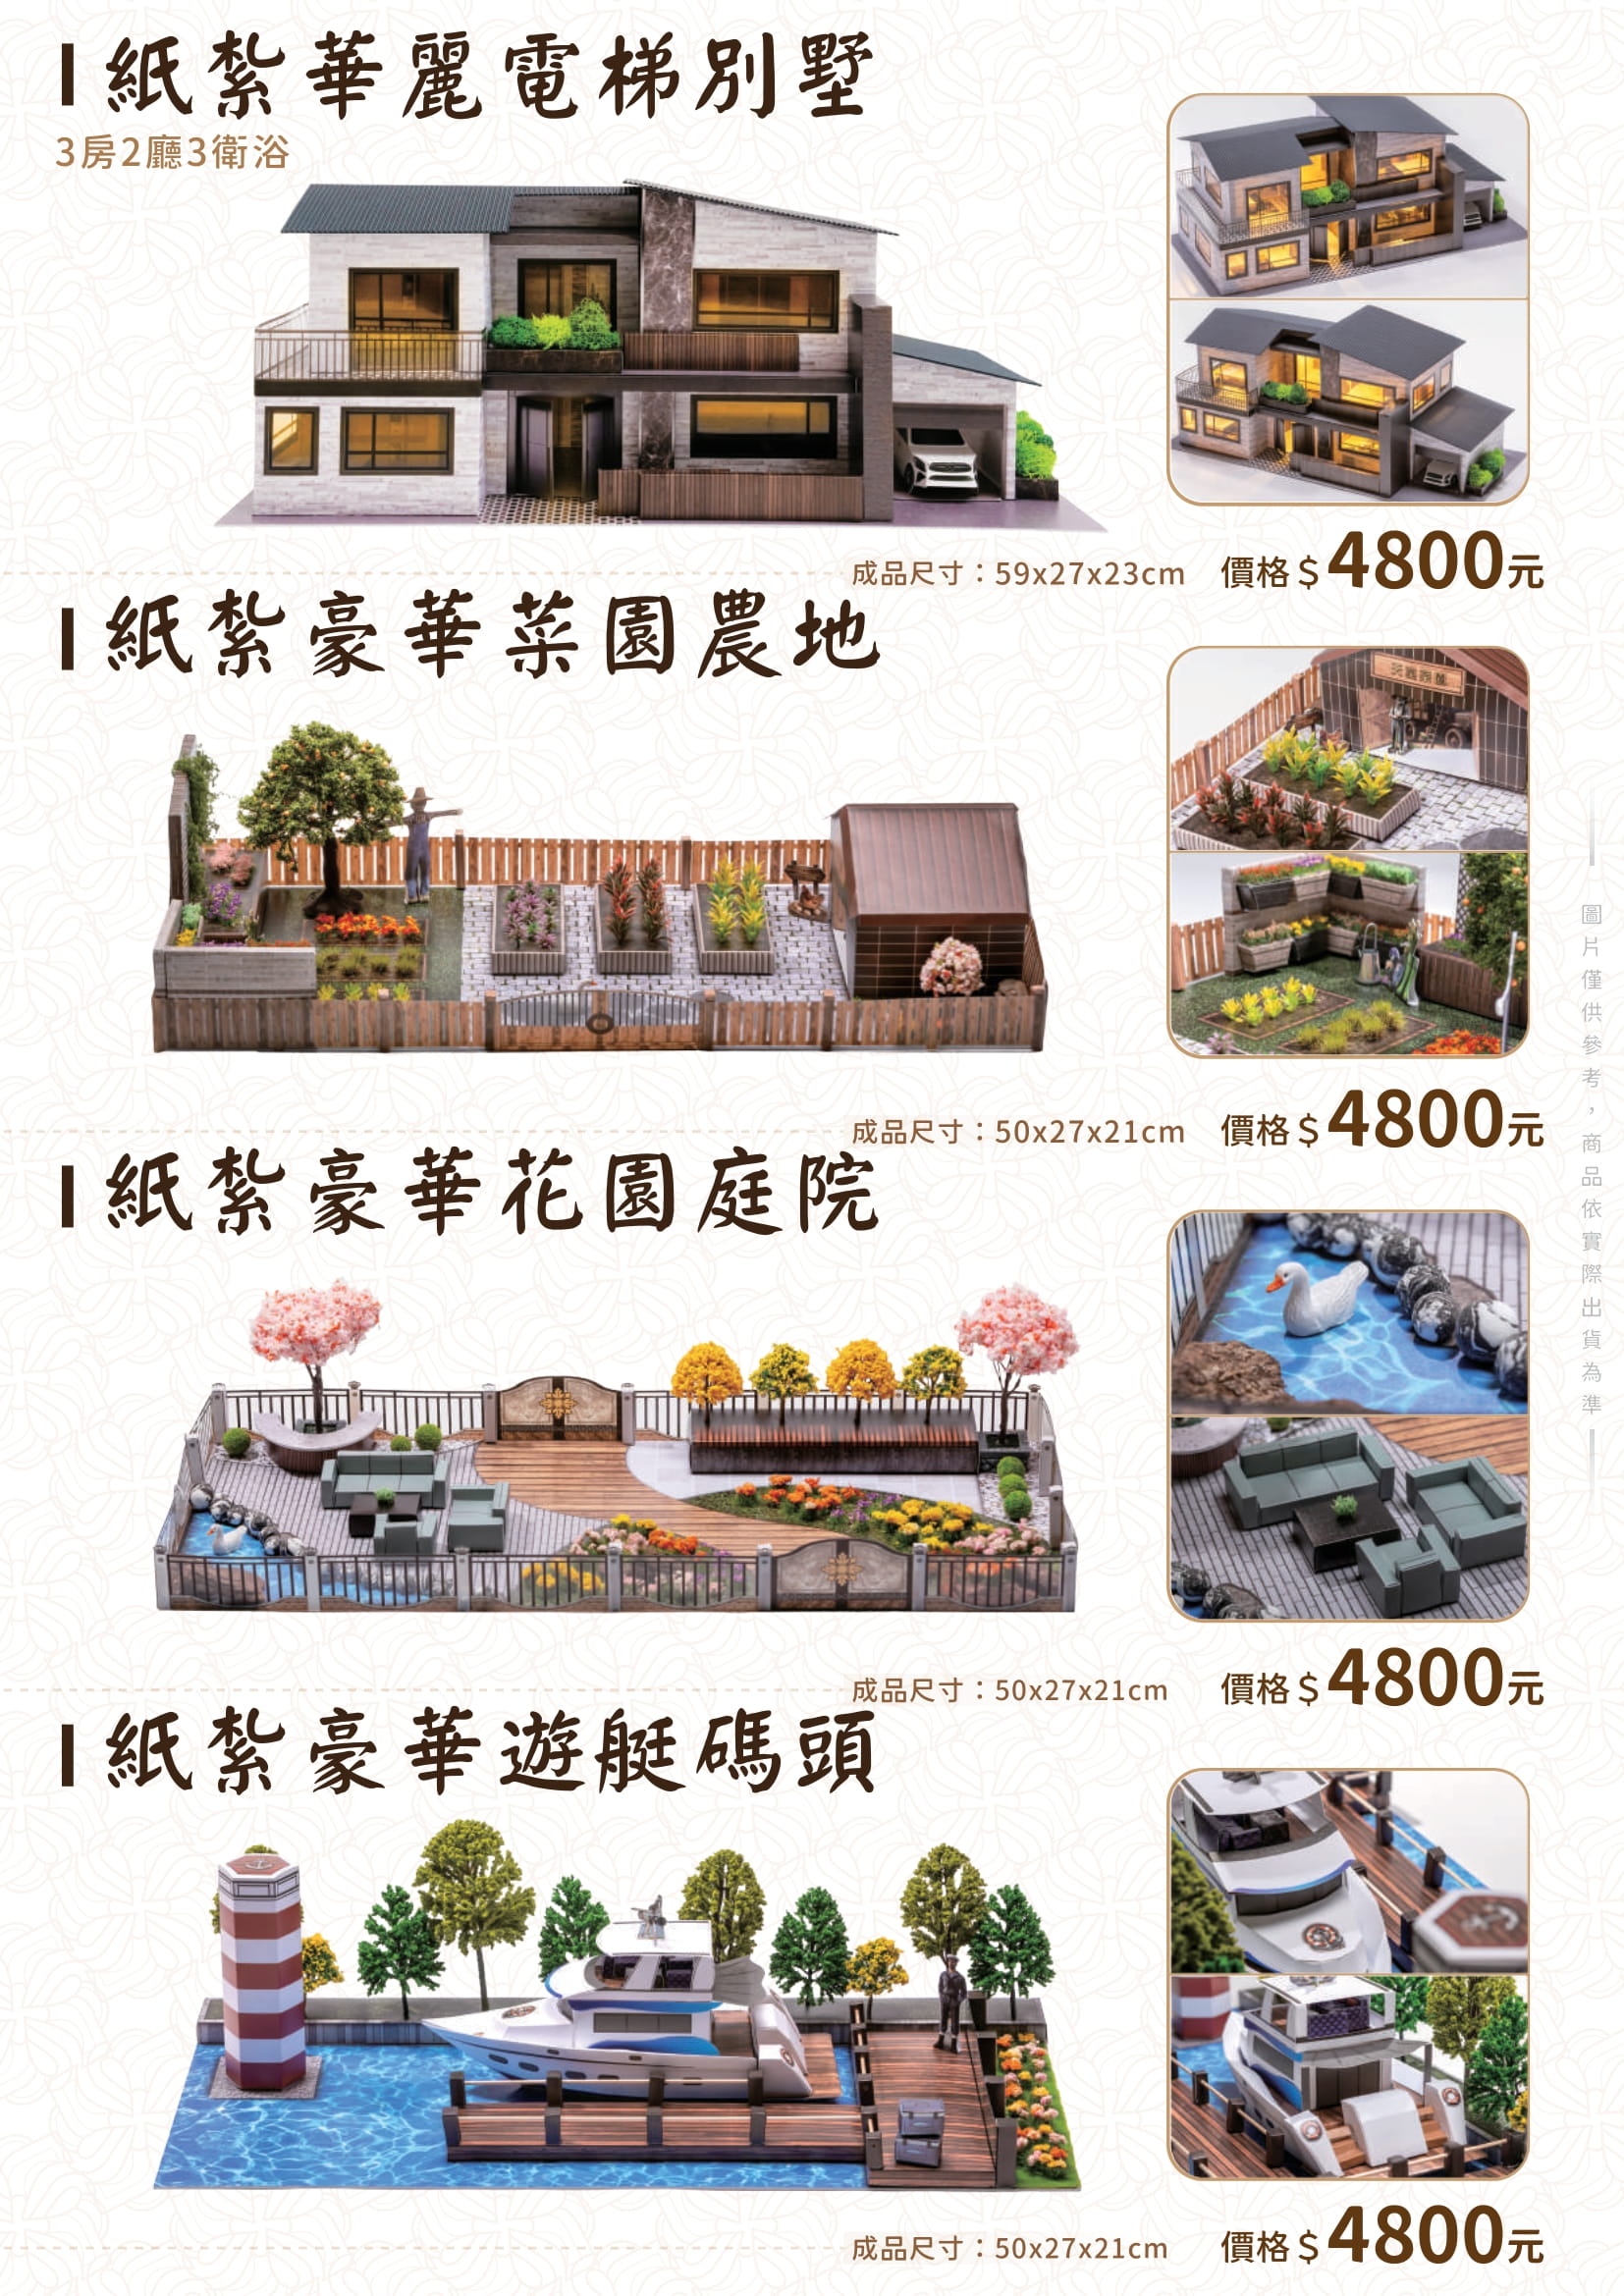 紙紮華麗電梯別墅
3房2廳3衛浴
成品尺寸：59x27x23cm 價格$4800元
紙紮豪華菜園農地
成品尺寸：50x27x21cm 價格$4800元
紙紮豪華花園庭院
成品尺寸：50x27x21cm 價格$4800元
紙紮豪華遊艇碼頭
成品尺寸：50x27x21cm 價格$4800元
圖片僅供參考，商品依實際出貨為準